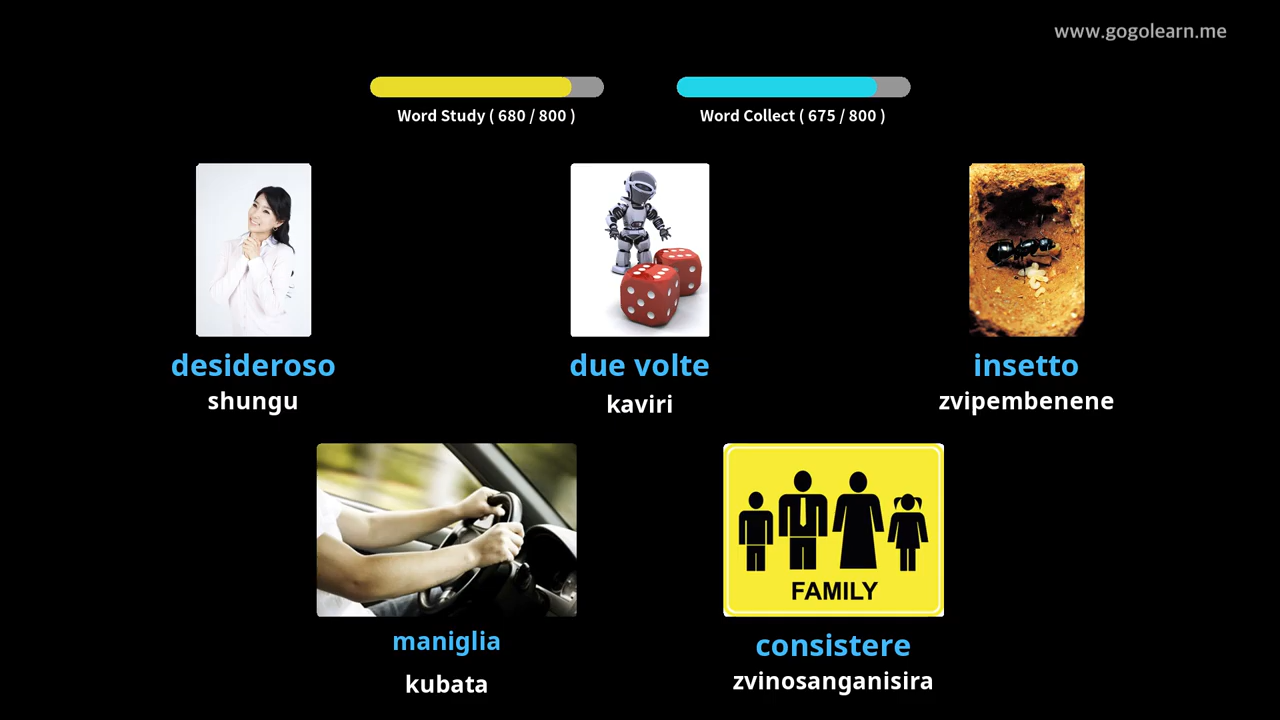 www.gogolearn.me
Word Study ( 680 / 800 )
Word Collect ( 675 / 800 )
desideroso
shungu
due volte
kaviri
insetto
zvipembenene
FAMILY
maniglia
kubata
consistere
zvinosanganisira